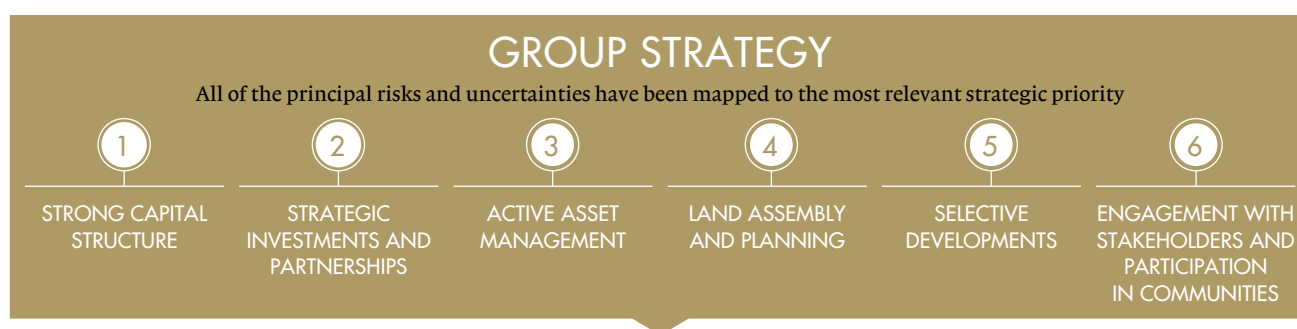 GROUP STRATEGY
All of the principal risks and uncertainties have been mapped to the most relevant strategic priority
1
STRONG CAPITAL
STRUCTURE
2
STRATEGIC
INVESTMENTS AND
PARTNERSHIPS
3
ACTIVE ASSET
MANAGEMENT
4
LAND ASSEMBLY
AND PLANNING
5
SELECTIVE
DEVELOPMENTS
6
ENGAGEMENT WITH
STAKEHOLDERS AND
PARTICIPATION
IN COMMUNITIES